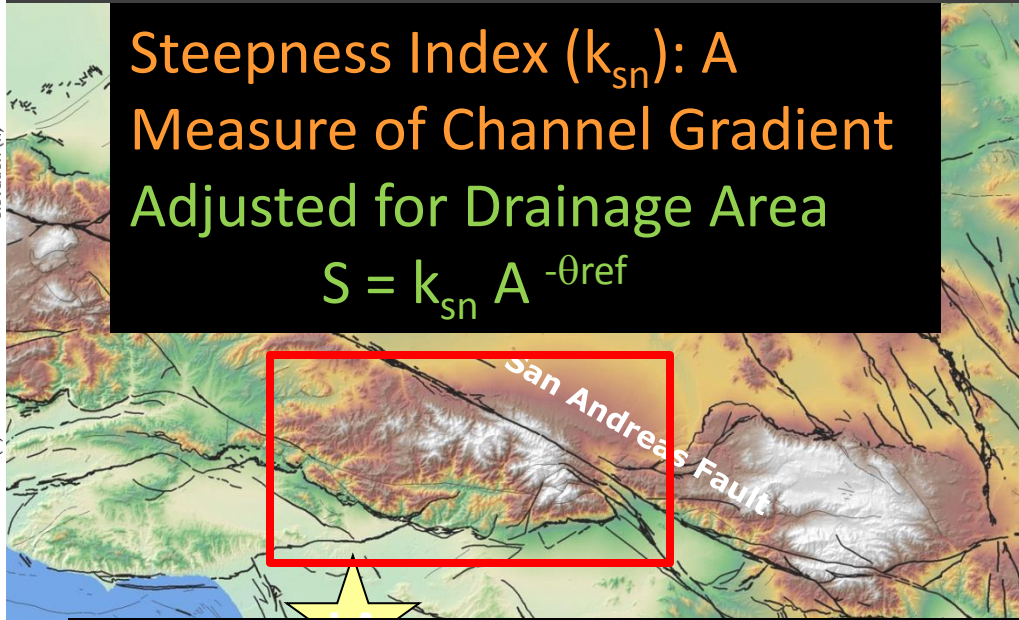 Steepness Index (kₛₙ): A
Measure of Channel Gradient
Adjusted for Drainage Area
S = kₛₙ A ⁻θref
San Andreas Fault